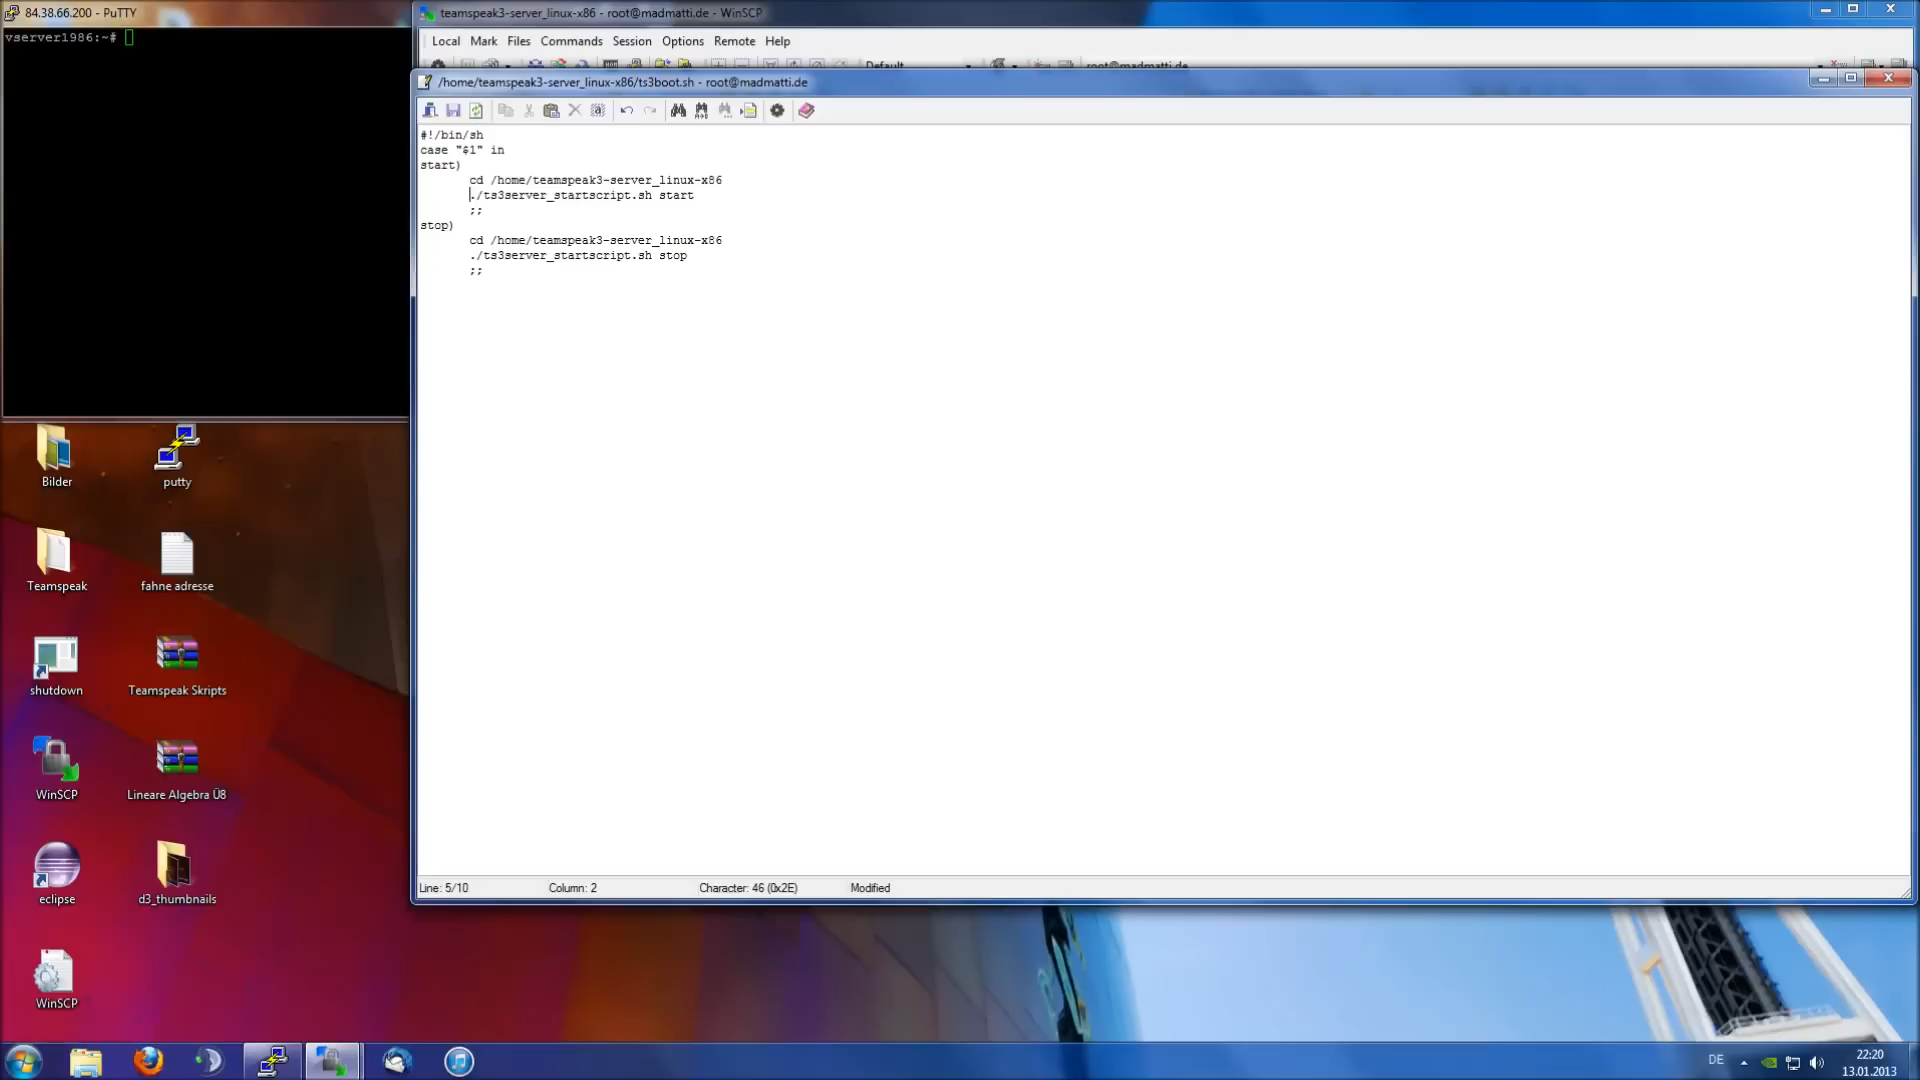 84.38.66.200 - PuTTY
vserver1986:~#
teamspeak3-server_linux-x86 - root@madmatti.de - WinSCP
Local Mark Files Commands Session Options Remote Help
Default root@madmatti.de
/home/teamspeak3-server_linux-x86/ts3boot.sh - root@madmatti.de
#!/bin/sh
case "$1" in
start)
cd /home/teamspeak3-server_linux-x86
./ts3server_startscript.sh start
;;
stop)
cd /home/teamspeak3-server_linux-x86
./ts3server_startscript.sh stop
;;
Line: 5/10 Column: 2 Character: 46 (0x2E) Modified
Bilder
putty
Teamspeak
fahne adresse
shutdown
Teamspeak Skripts
WinSCP
Lineare Algebra Ü8
eclipse
d3_thumbnails
WinSCP
DE
22:20
13.01.2013